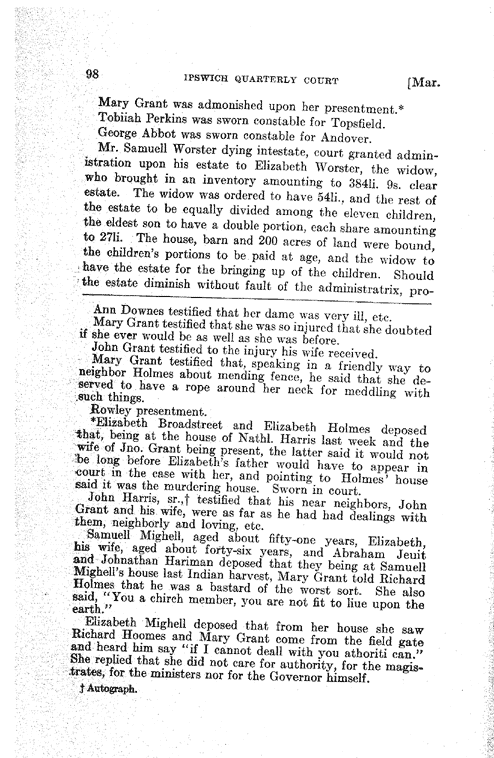 98 IPSWICH QUARTERLY COURT [Mar.
Mary Grant was admonished upon her presentment.*
Tobiiah Perkins was sworn constable for Topsfield.
George Abbot was sworn constable for Andover.
Mr. Samuell Worster dying intestate, court granted admin-
istration upon his estate to Elizabeth Worster, the widow,
who brought in an inventory amounting to 384li. 9s. clear
estate. The widow was ordered to have 54li., and the rest of
the estate to be equally divided among the eleven children,
the eldest son to have a double portion, each share amounting
to 27li. The house, barn and 200 acres of land were bound,
the children's portions to be paid at age, and the widow to
have the estate for the bringing up of the children. Should
the estate diminish without fault of the administratrix, pro-
Ann Downes testified that her dame was very ill, etc.
Mary Grant testified that she was so injured that she doubted
if she ever would be as well as she was before.
John Grant testified to the injury his wife received.
Mary Grant testified that, speaking in a friendly way to
neighbor Holmes about mending fence, he said that she de-
served to have a rope around her neck for meddling with
such things.
Rowley presentment.
*Elizabeth Broadstreet and Elizabeth Holmes deposed
that, being at the house of Nathl. Harris last week and the
wife of Jno. Grant being present, the latter said it would not
be long before Elizabeth's father would have to appear in
court in the case with her, and pointing to Holmes' house
said it was the murdering house. Sworn in court.
John Harris, sr.,† testified that his near neighbors, John
Grant and his wife, were as far as he had had dealings with
them, neighborly and loving, etc.
Samuell Mighell, aged about fifty-one years, Elizabeth,
his wife, aged about forty-six years, and Abraham Jeuit
and Johnathan Hariman deposed that they being at Samuell
Mighell's house last Indian harvest, Mary Grant told Richard
Holmes that he was a bastard of the worst sort. She also
said, "You a chirch member, you are not fit to liue upon the
earth."
Elizabeth Mighell deposed that from her house she saw
Richard Hoomes and Mary Grant come from the field gate
and heard him say "if I cannot deall with you athoriti can."
She replied that she did not care for authority, for the magis-
trates, for the ministers nor for the Governor himself.
† Autograph.